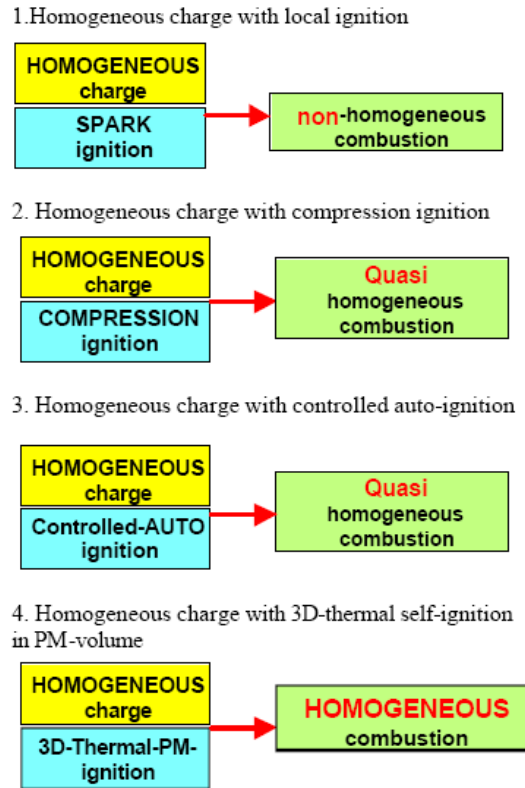 1.Homogeneous charge with local ignition
HOMOGENEOUS
charge
SPARK
ignition
non-homogeneous
combustion
2. Homogeneous charge with compression ignition
HOMOGENEOUS
charge
COMPRESSION
ignition
Quasi
homogeneous
combustion
3. Homogeneous charge with controlled auto-ignition
HOMOGENEOUS
charge
Controlled-AUTO
ignition
Quasi
homogeneous
combustion
4. Homogeneous charge with 3D-thermal self-ignition
in PM-volume
HOMOGENEOUS
charge
3D-Thermal-PM-
ignition
HOMOGENEOUS
combustion